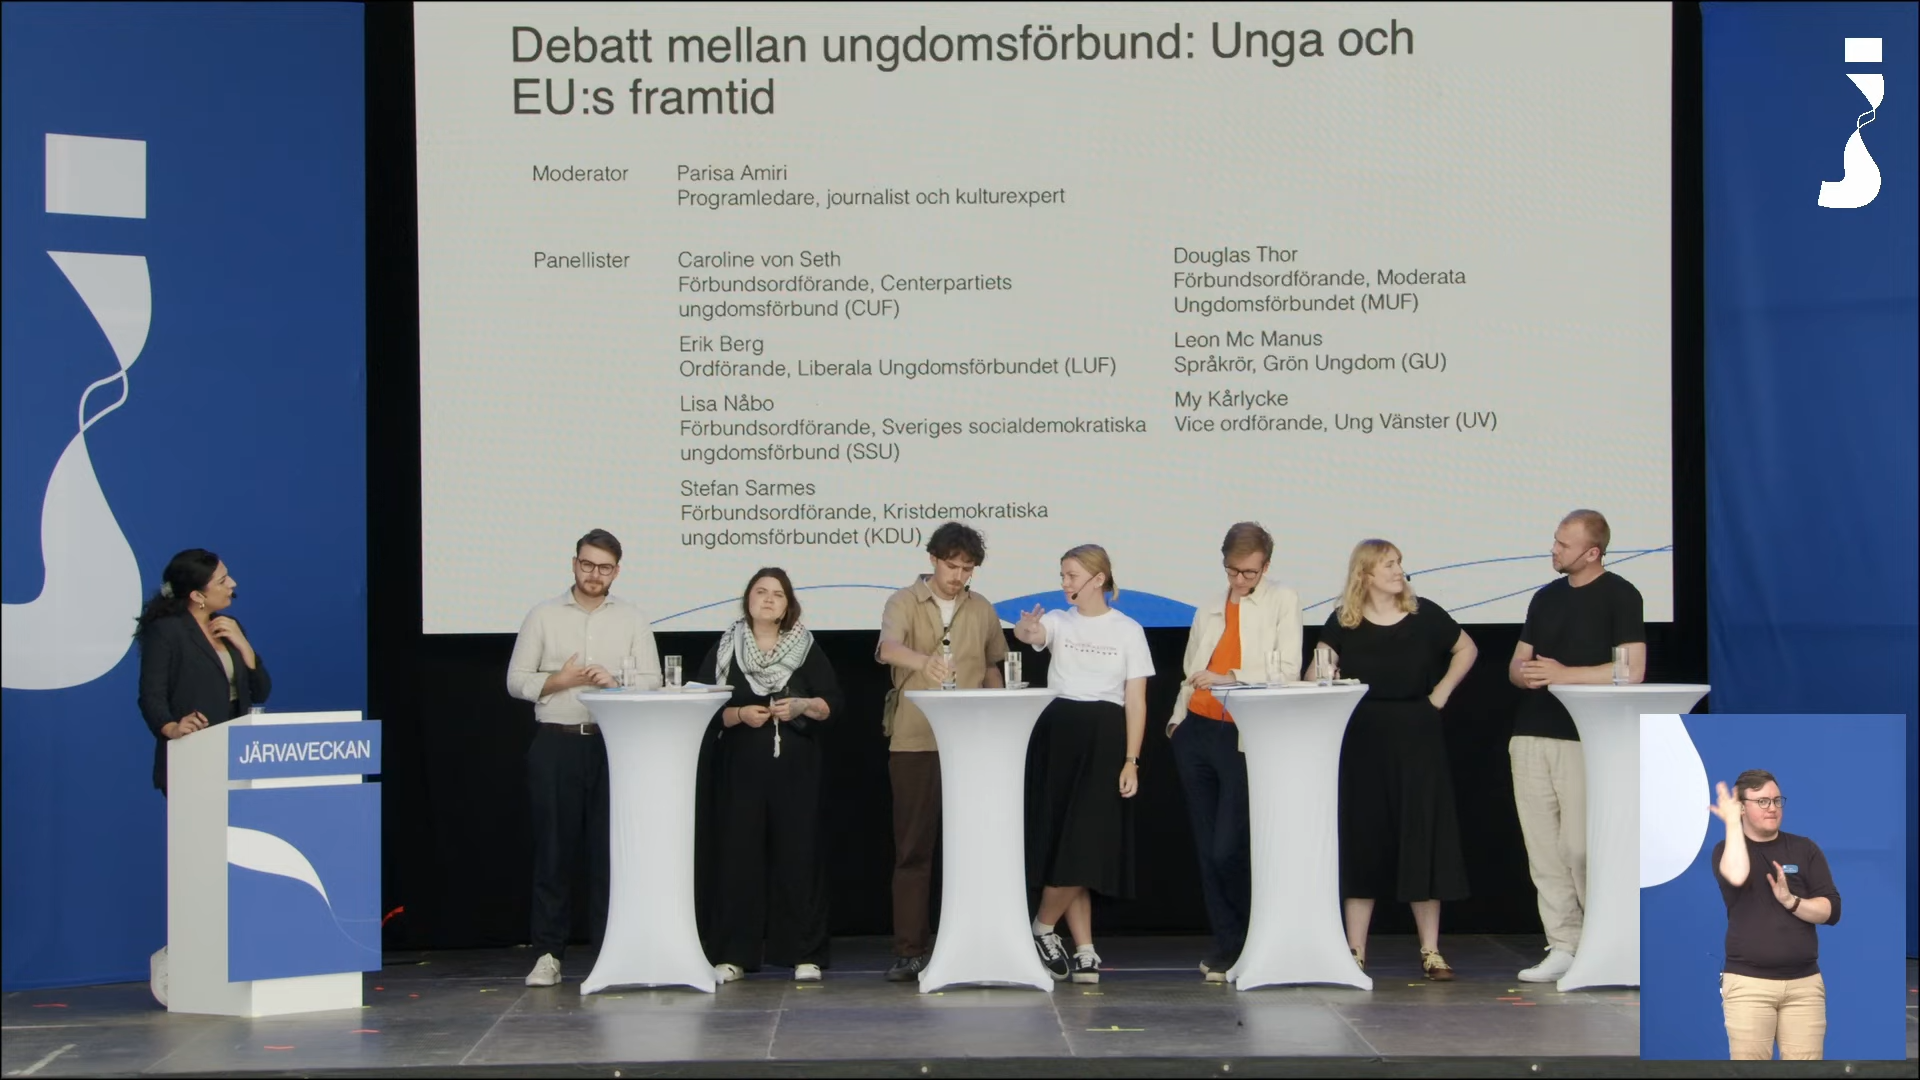 Debatt mellan ungdomsförbund: Unga och
EU:s framtid
Moderator
Parisa Amiri
Programledare, journalist och kulturexpert
Panellister
Caroline von Seth
Förbundsordförande, Centerpartiets
ungdomsförbund (CUF)
Erik Berg
Ordförande, Liberala Ungdomsförbundet (LUF)
Lisa Nåbo
Förbundsordförande, Sveriges socialdemokratiska
ungdomsförbund (SSU)
Stefan Sarmes
Förbundsordförande, Kristdemokratiska
ungdomsförbundet (KDU)
Douglas Thor
Förbundsordförande, Moderata
Ungdomsförbundet (MUF)
Leon Mc Manus
Språkrör, Grön Ungdom (GU)
My Kårlycke
Vice ordförande, Ung Vänster (UV)
JÄRVAVECKAN